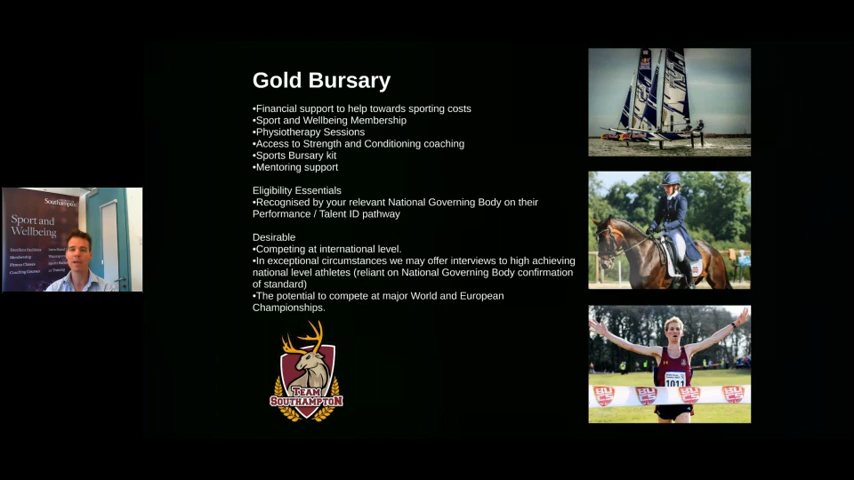 Gold Bursary
•Financial support to help towards sporting costs
•Sport and Wellbeing Membership
•Physiotherapy Sessions
•Access to Strength and Conditioning coaching
•Sports Bursary kit
•Mentoring support
Eligibility Essentials
•Recognised by your relevant National Governing Body on their
Performance / Talent ID pathway
Desirable
•Competing at international level.
•In exceptional circumstances we may offer interviews to high achieving
national level athletes (reliant on National Governing Body confirmation
of standard)
•The potential to compete at major World and European
Championships.
TEAM
SOUTHAMPTON
Southampton
Sport and
Wellbeing
1011